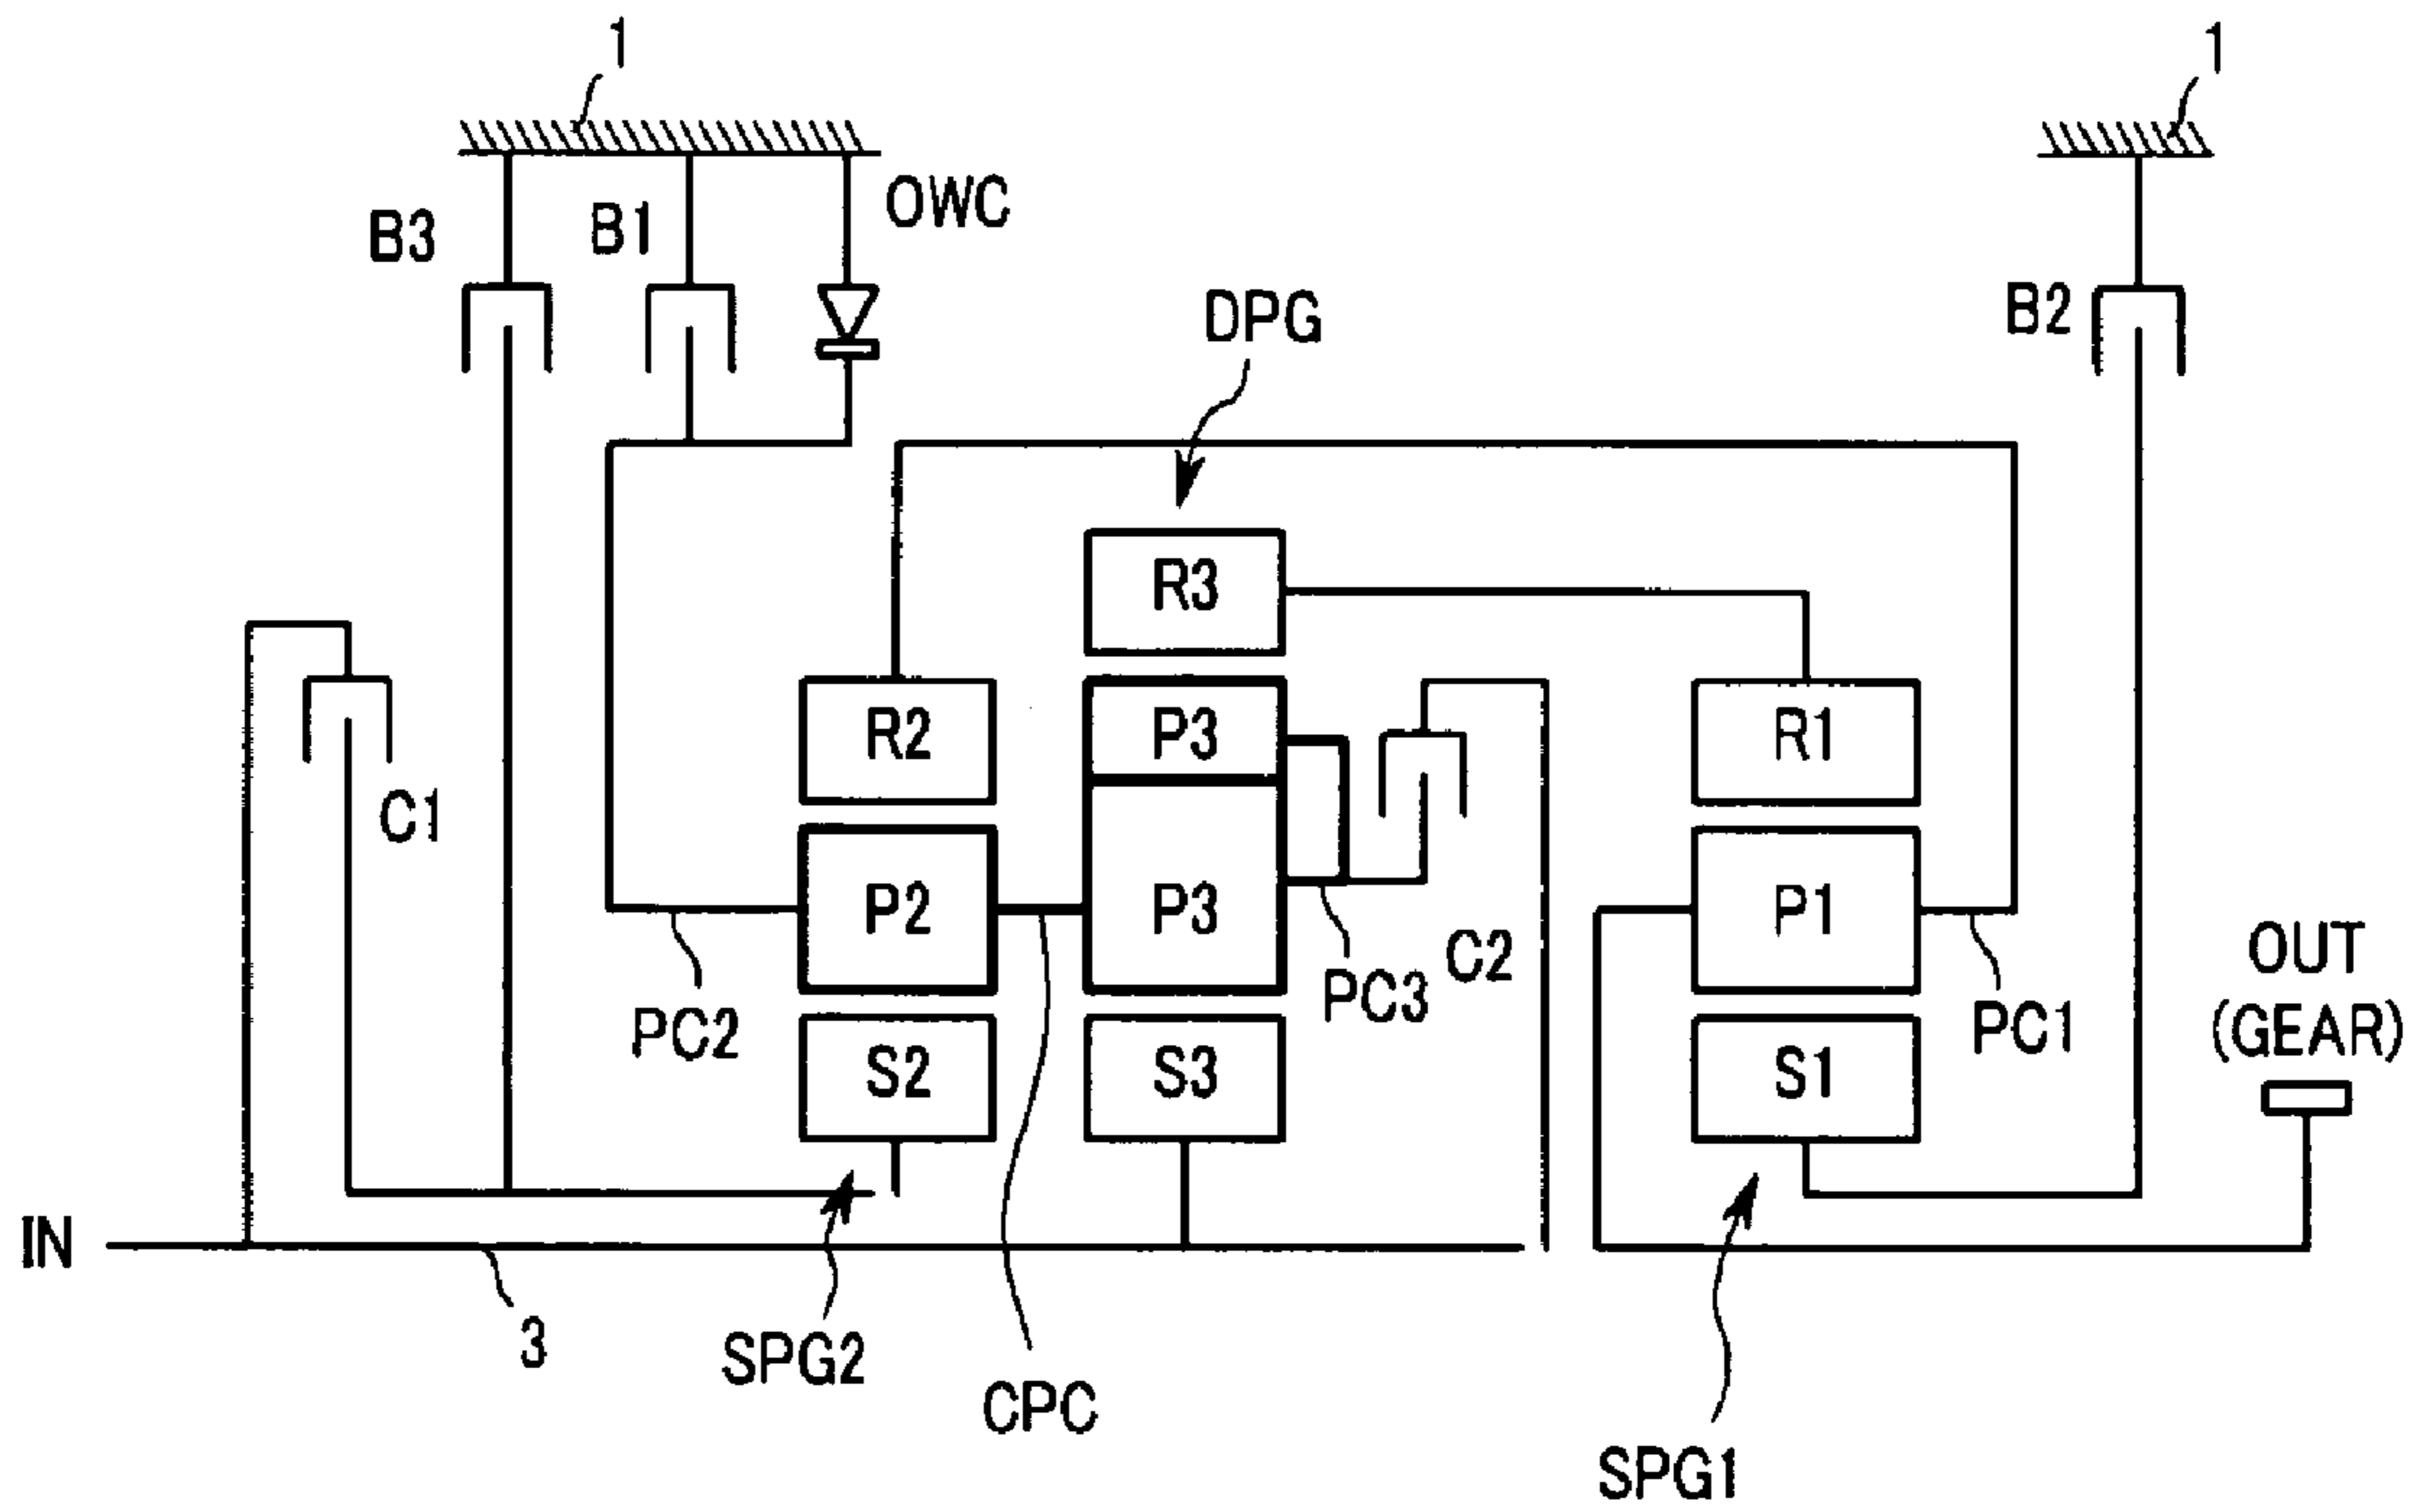 1
1
OWC
B3
B1
DPG
B2
R3
R2
P3
R1
C1
P2
P3
P1
C2
OUT
(GEAR)
PC3
PC2
PC1
S2
S3
S1
IN
3
SPG2
CPC
SPG1